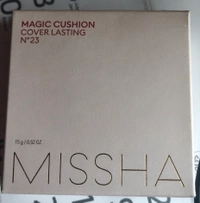 MAGIC CUSHION
COVER LASTING
N°23
15g / 0.52 OZ.
MISSHA